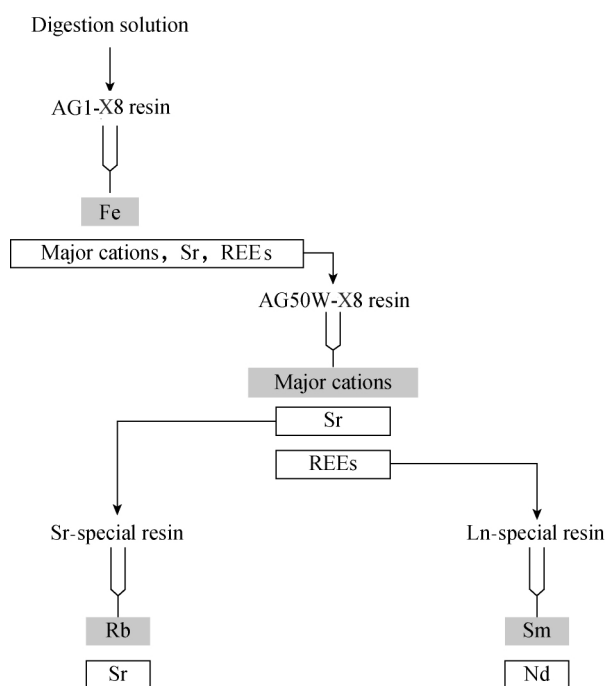 Digestion solution
AG1-X8 resin
Fe
Major cations, Sr, REEs
AG50W-X8 resin
Major cations
Sr
REEs
Sr-special resin
Ln-special resin
Rb
Sm
Sr
Nd